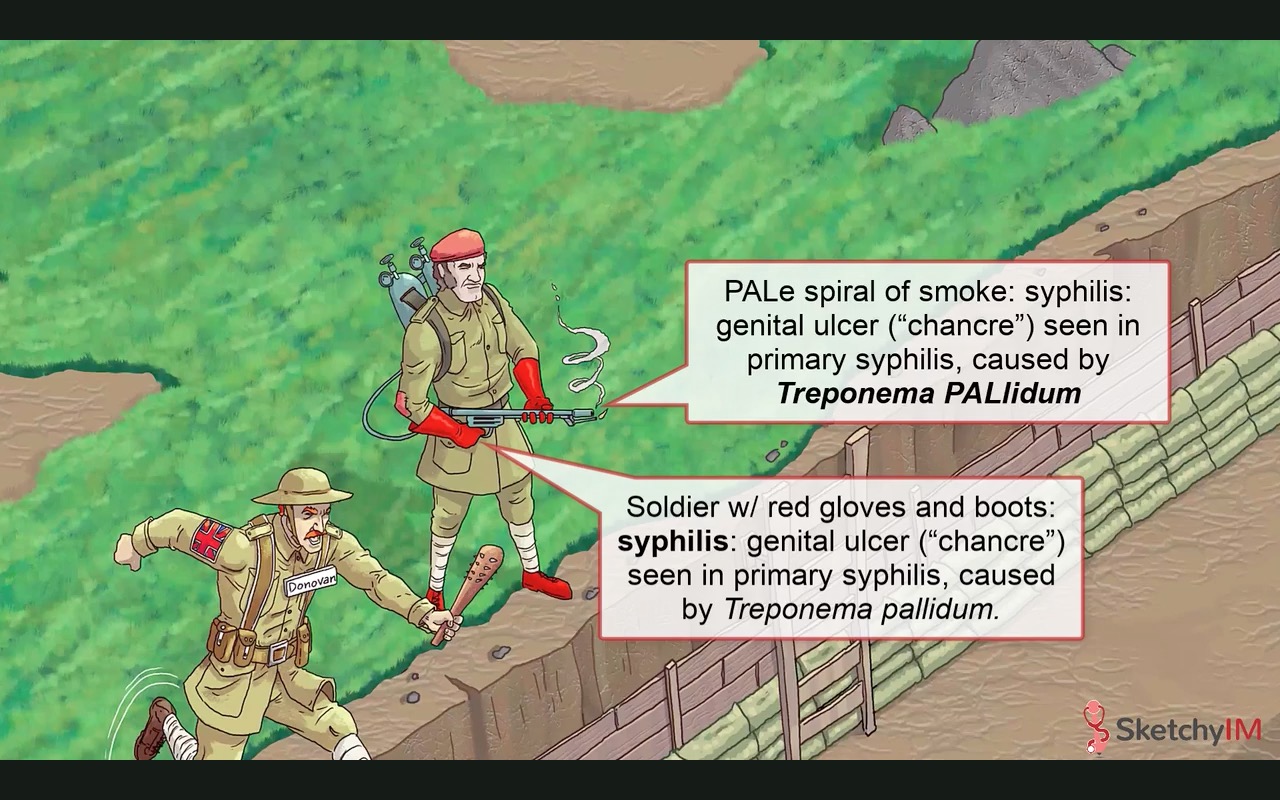 PALe spiral of smoke: syphilis:
genital ulcer (“chancre”) seen in
primary syphilis, caused by
Treponema PALlidum
Soldier w/ red gloves and boots:
syphilis: genital ulcer (“chancre”)
seen in primary syphilis, caused
by Treponema pallidum.
Donovan
SketchyIM